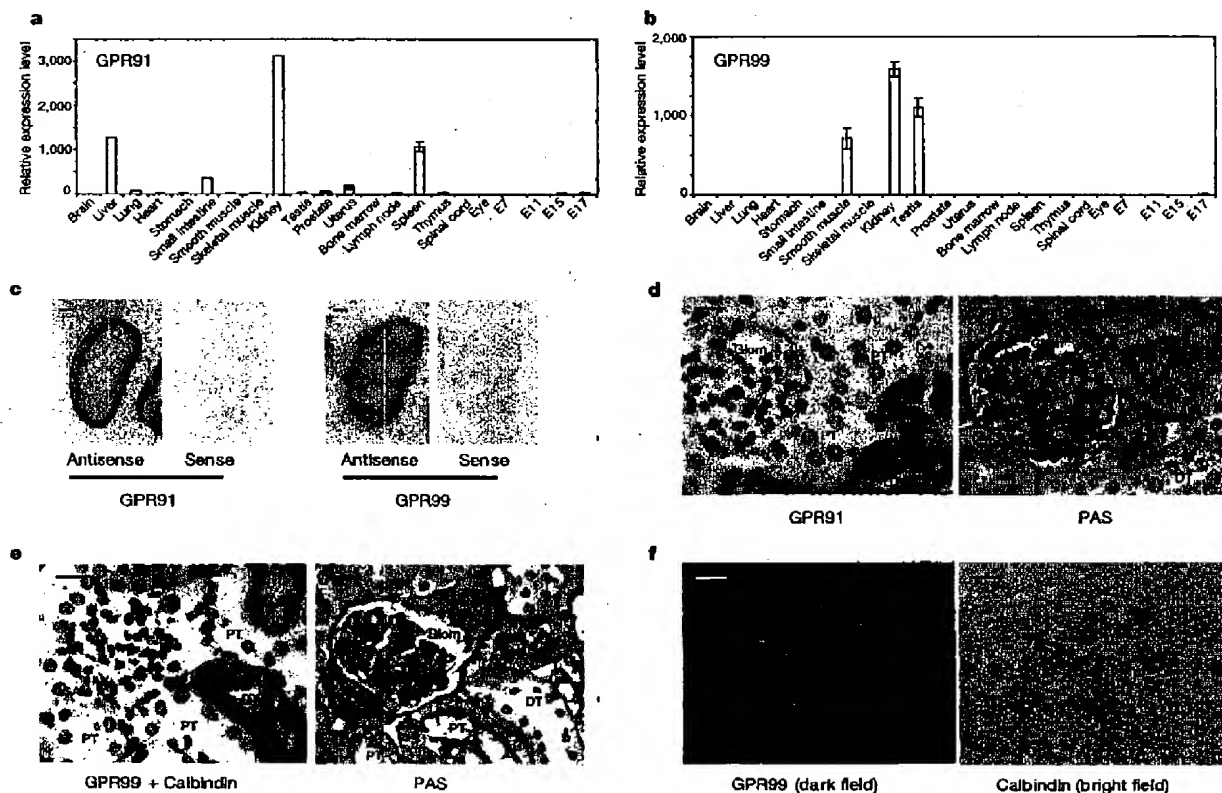 a
GPR91
Relative expression level
3,000
2,000
1,000
0
Brain
Liver
Lung
Heart
Stomach
Small Intestine
Smooth muscle
Skeletal muscle
Kidney
Testis
Prostate
Uterus
Bone marrow
Lymph node
Spleen
Thymus
Spinal cord
Eye
E7
E11
E15
E17
b
GPR99
Relative expression level
2,000
1,000
0
Brain
Liver
Lung
Heart
Stomach
Small Intestine
Smooth muscle
Skeletal muscle
Kidney
Testis
Prostate
Uterus
Bone marrow
Lymph node
Spleen
Thymus
Spinal cord
Eye
E7
E11
E15
E17
c
Antisense Sense
GPR91
Antisense Sense
GPR99
d
Glom
PT
PT
GPR91
DT
PAS
e
PT
PT
PT
GPR99 + Calbindin
Glom
DT
PT
PT
PAS
f
GPR99 (dark field)
Calbindin (bright field)